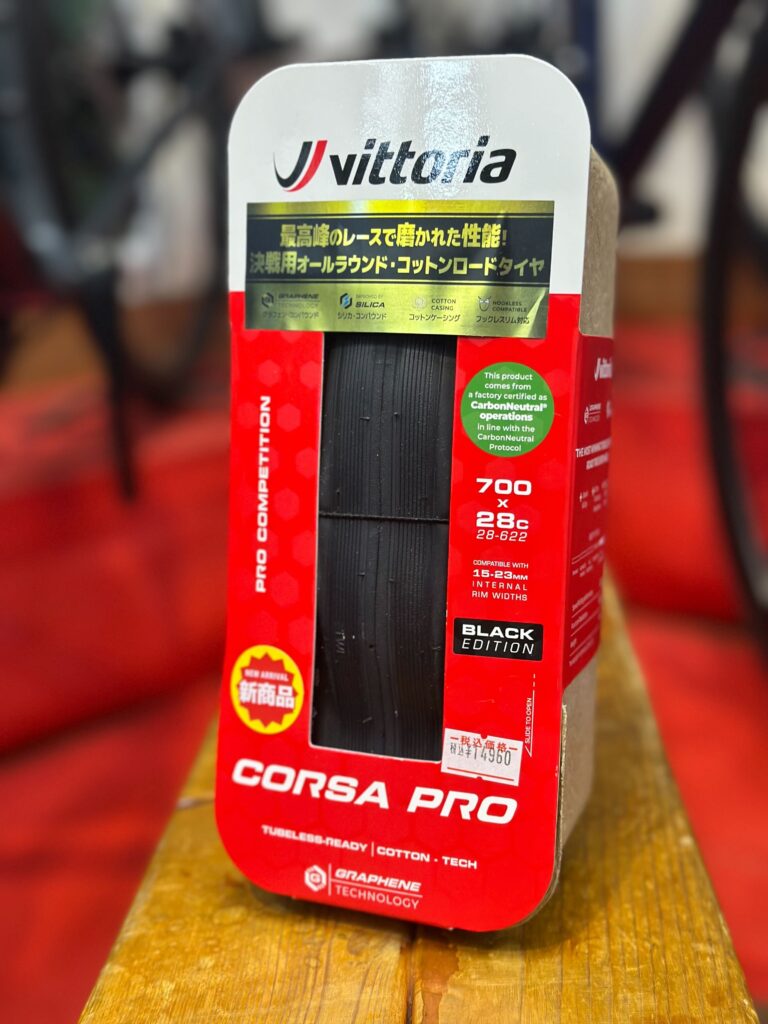 vittoria
最高峰のレースで磨かれた性能!
決戦用オールラウンド・コットンロードタイヤ
GRAPHENE
TECHNOLOGY
グラフェン・コンパウンド
SILICA
シリカ・コンパウンド
COTTON
CASING
コットンケーシング
HOOKLESS
COMPATIBLE
フックレスリム対応
This product
comes from
a factory certified as
CarbonNeutral®
operations
in line with the
CarbonNeutral
Protocol
PRO COMPETITION
700
x
28c
28-622
COMPATIBLE WITH
15-23MM
INTERNAL
RIM WIDTHS
BLACK
EDITION
NEW ARRIVAL
新商品
SLIDE TO OPEN
税込価格
税込¥14960
CORSA PRO
TUBELESS-READY | COTTON - TECH
G
GRAPHENE
TECHNOLOGY
vittoria